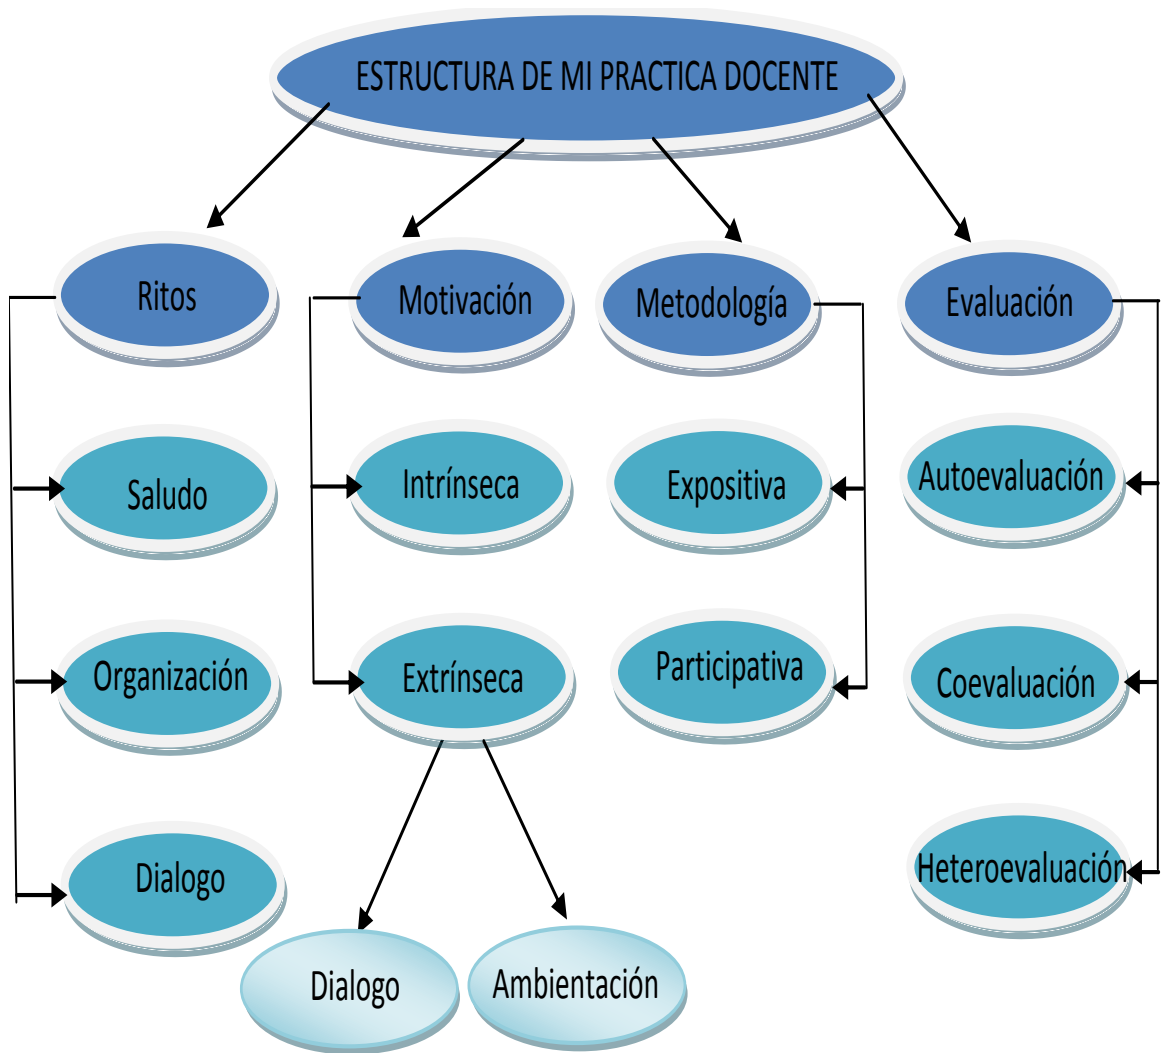 ESTRUCTURA DE MI PRACTICA DOCENTE
Ritos
Motivación
Metodología
Evaluación
Saludo
Intrínseca
Expositiva
Autoevaluación
Organización
Extrínseca
Participativa
Coevaluación
Dialogo
Heteroevaluación
Dialogo
Ambientación